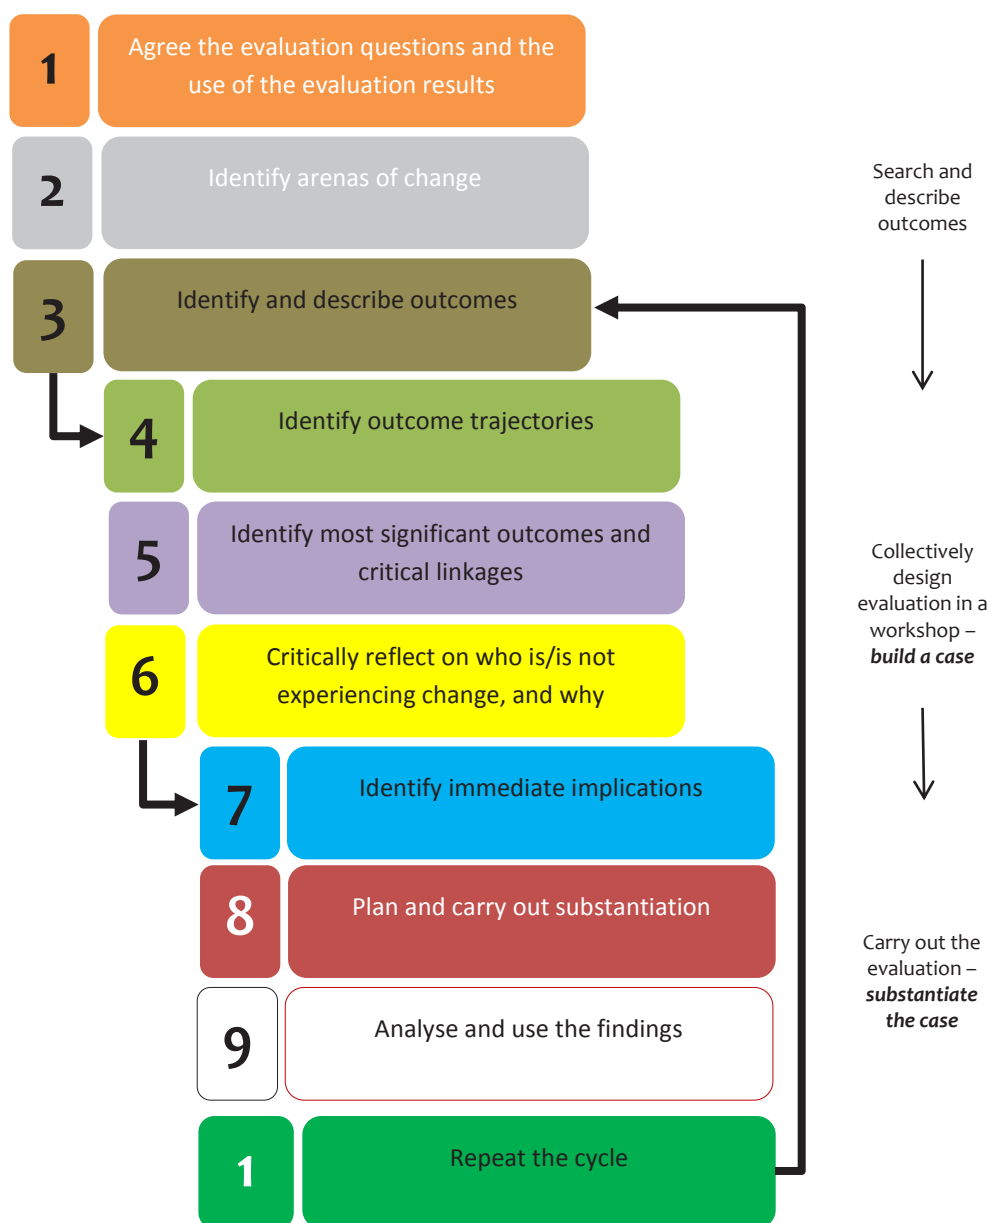 1
Agree the evaluation questions and the
use of the evaluation results
2
Identify arenas of change
Search and
describe
outcomes
3
Identify and describe outcomes
4
Identify outcome trajectories
5
Identify most significant outcomes and
critical linkages
Collectively
design
evaluation in a
workshop –
build a case
6
Critically reflect on who is/is not
experiencing change, and why
7
Identify immediate implications
8
Plan and carry out substantiation
Carry out the
evaluation –
substantiate
the case
9
Analyse and use the findings
1
Repeat the cycle